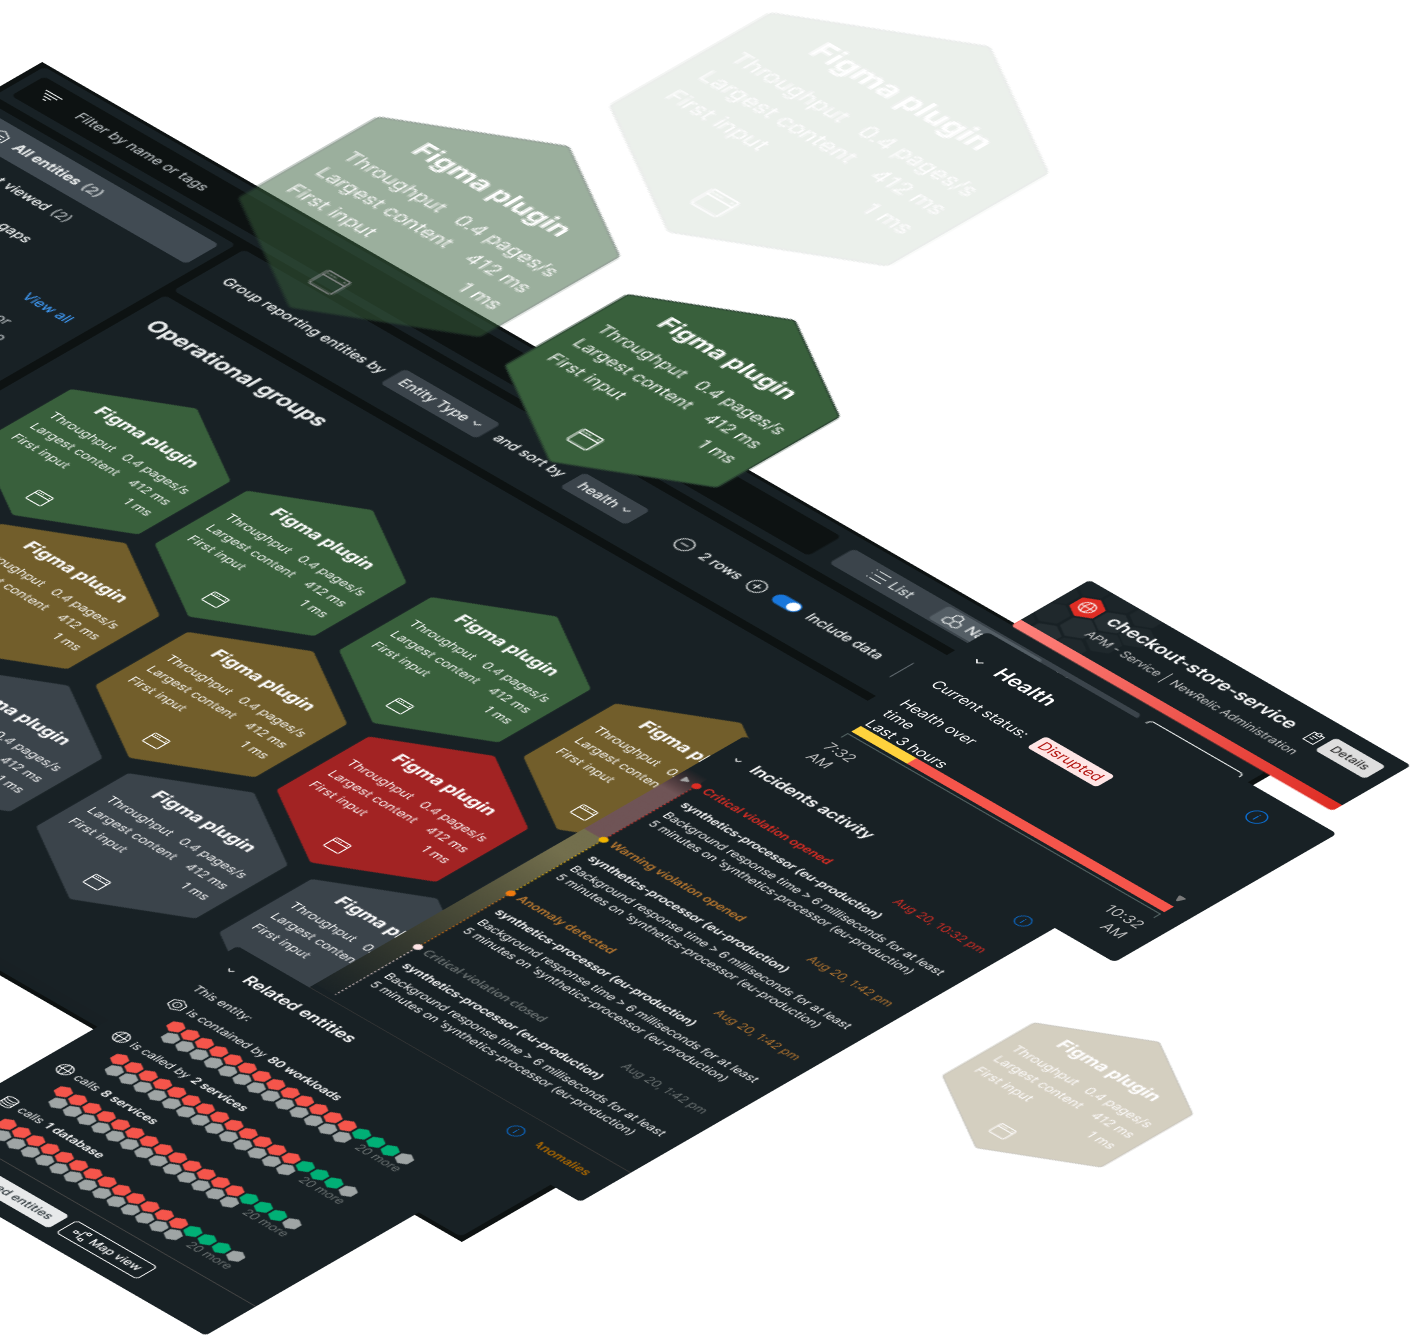 Figma plugin
Throughput 0.4 pages/s
Largest content 412 ms
First input 1 ms
Figma plugin
Throughput 0.4 pages/s
Largest content 412 ms
First input 1 ms
Figma plugin
Throughput 0.4 pages/s
Largest content 412 ms
First input 1 ms
Filter by name or tags
All entities (2)
viewed (2)
gaps
View all
or
Group reporting entities by
Entity Type
and sort by
health
2 rows
Include data
List
Operational groups
Figma plugin
Throughput 0.4 pages/s
Largest content 412 ms
First input 1 ms
Figma plugin
Throughput 0.4 pages/s
Largest content 412 ms
First input 1 ms
Figma plugin
Throughput 0.4 pages/s
Largest content 412 ms
First input 1 ms
Figma p
Throughput 0
Largest conten
First input
Figma plugin
oughput 0.4 pages/s
content 412 ms
1 ms
Figma plugin
Throughput 0.4 pages/s
Largest content 412 ms
First input 1 ms
Figma plugin
Throughput 0.4 pages/s
Largest content 412 ms
First input 1 ms
plugin
0.4 pages/s
412 ms
1 ms
Figma plugin
Throughput 0.4 pages/s
Largest content 412 ms
First input 1 ms
Figma p
Throughput 0
Largest conten
First input
checkout-store-service
APM - Service | NewRelic Administration
Details
Health
Current status: Disrupted
Health over
time
Last 3 hours
7:32
AM
10:32
AM
Incidents activity
Critical violation opened
synthetics-processor (eu-production)
Aug 20, 10:32 pm
Background response time > 6 milliseconds for at least
5 minutes on 'synthetics-processor (eu-production)
Warning violation opened
synthetics-processor (eu-production)
Aug 20, 1:42 pm
Background response time > 6 milliseconds for at least
5 minutes on 'synthetics-processor (eu-production)
Anomaly detected
synthetics-processor (eu-production)
Aug 20, 1:42 pm
Background response time > 6 milliseconds for at least
5 minutes on 'synthetics-processor (eu-production)
Critical violation closed
synthetics-processor (eu-production)
Aug 20, 1:42 pm
Background response time > 6 milliseconds for at least
5 minutes on 'synthetics-processor (eu-production)
Anomalies
Related entities
This entity:
is contained by 80 workloads
20 more
is called by 2 services
20 more
calls 8 services
20 more
calls 1 database
20 more
ed entities
Map view
Figma plugin
Throughput 0.4 pages/s
Largest content 412 ms
First input 1 ms